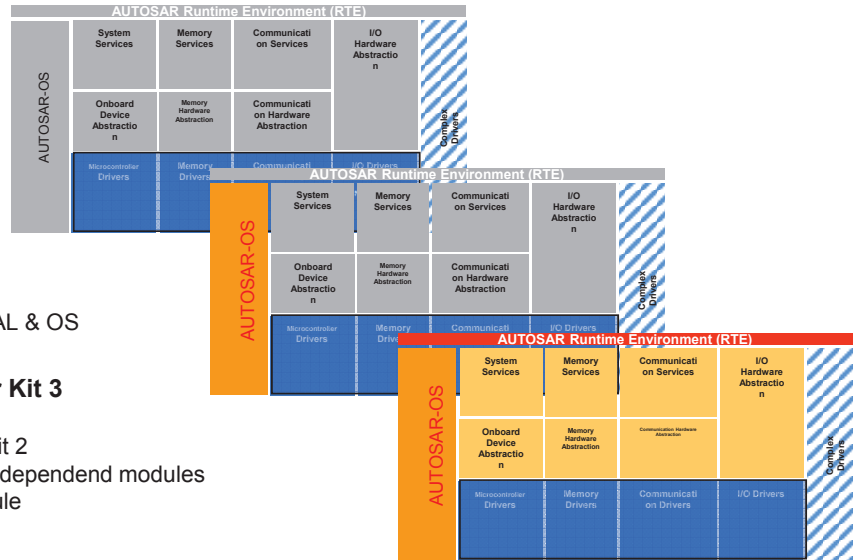 AUTOSAR Runtime Environment (RTE)
AUTOSAR-OS
System
Services
Memory
Services
Communicati
on Services
I/O
Hardware
Abstractio
n
Onboard
Device
Abstractio
n
Memory
Hardware
Abstraction
Communicati
on Hardware
Abstraction
Complex
Drivers
Microcontroller
Drivers
Memory
Drivers
Communicati
I/O Drivers
AUTOSAR Runtime Environment (RTE)
AUTOSAR-OS
System
Services
Memory
Services
Communicati
on Services
I/O
Hardware
Abstractio
n
Onboard
Device
Abstractio
n
Memory
Hardware
Abstraction
Communicati
on Hardware
Abstraction
Complex
Drivers
Microcontroller
Drivers
Memory
Drive
Communicati
I/O Drivers
AUTOSAR Runtime Environment (RTE)
AUTOSAR-OS
System
Services
Memory
Services
Communicati
on Services
I/O
Hardware
Abstractio
n
Onboard
Device
Abstractio
n
Memory
Hardware
Abstraction
Communication Hardware
Abstraction
Complex
Drivers
Microcontroller
Drivers
Memory
Drivers
Communicati
on Drivers
I/O Drivers
AL & OS
Kit 3
it 2
dependend modules
ule